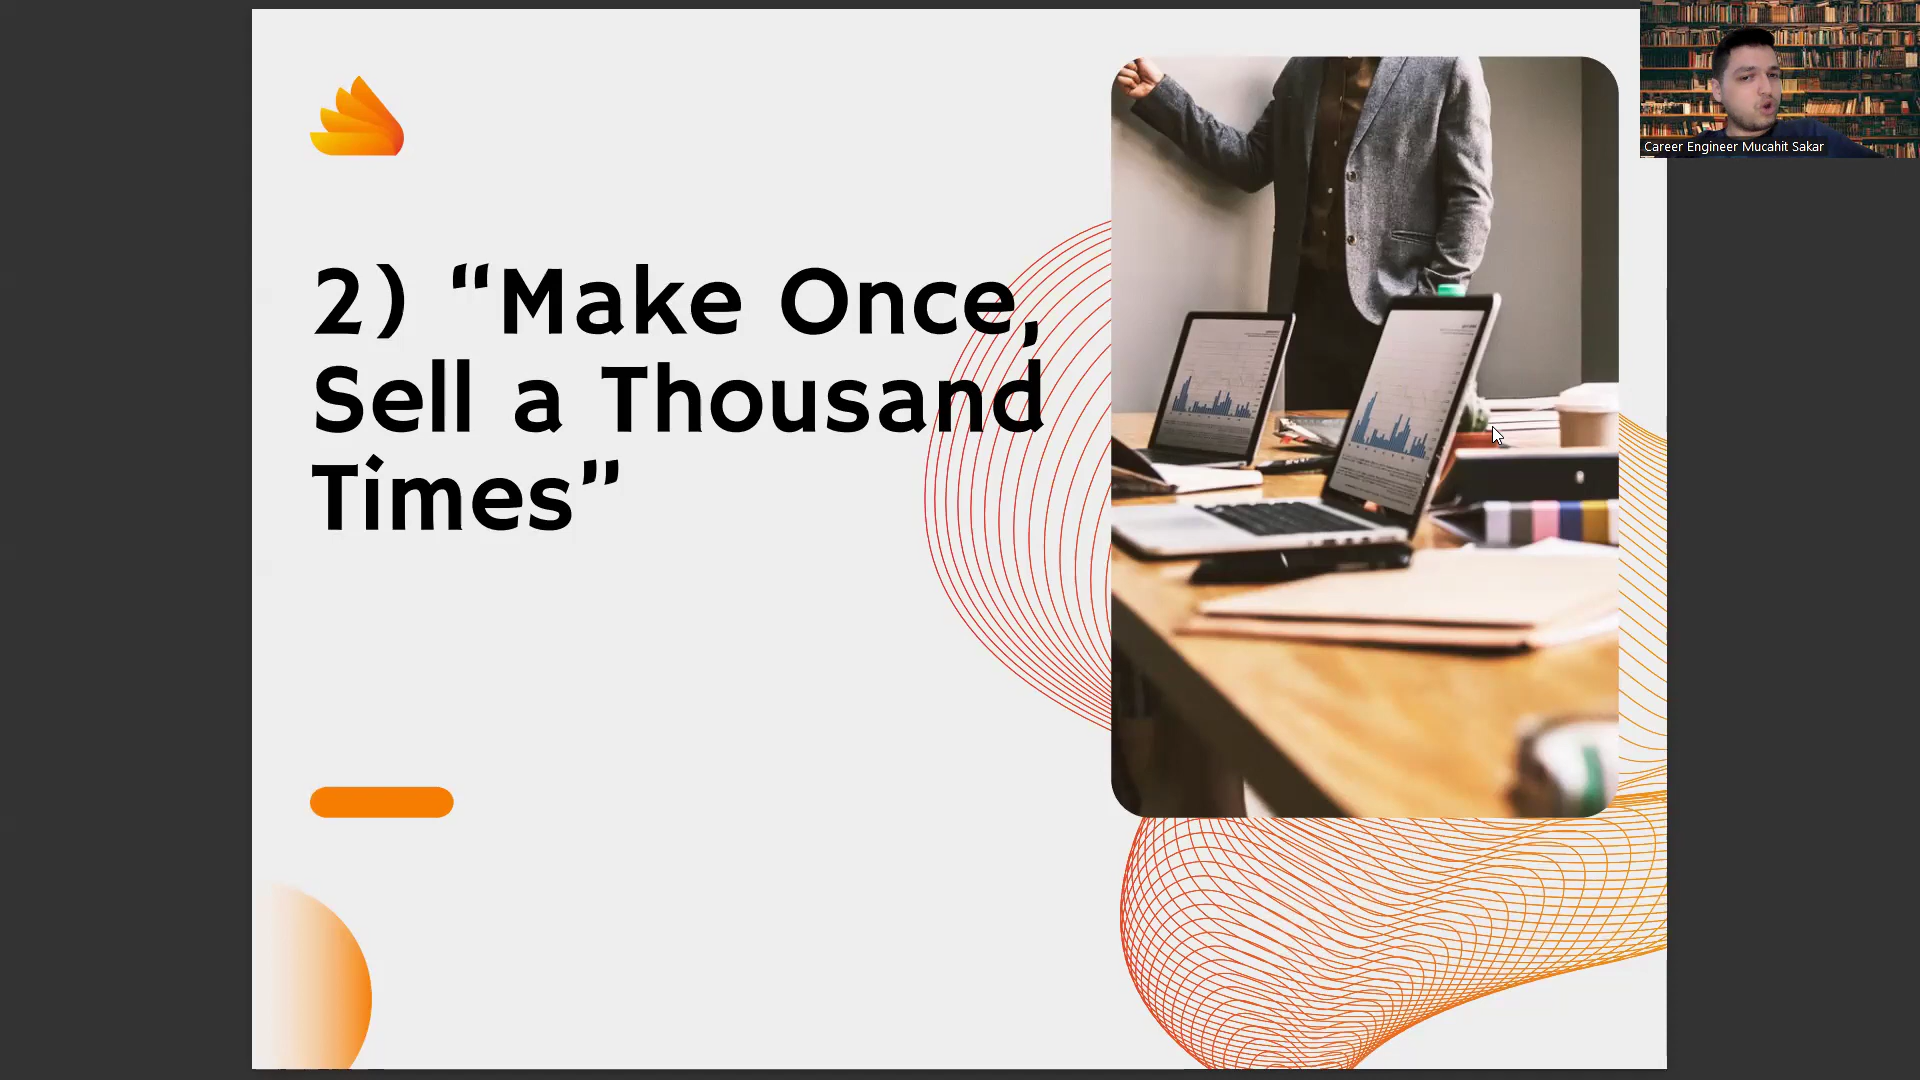 2) “Make Once,
Sell a Thousand
Times”
Career Engineer Mucahit Sakar